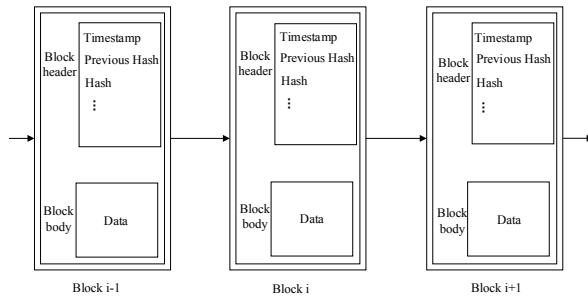 Block
header
Timestamp
Previous Hash
Hash
⋮
Block
body
Data
Block i-1
Block
header
Timestamp
Previous Hash
Hash
⋮
Block
body
Data
Block i
Block
header
Timestamp
Previous Hash
Hash
⋮
Block
body
Data
Block i+1